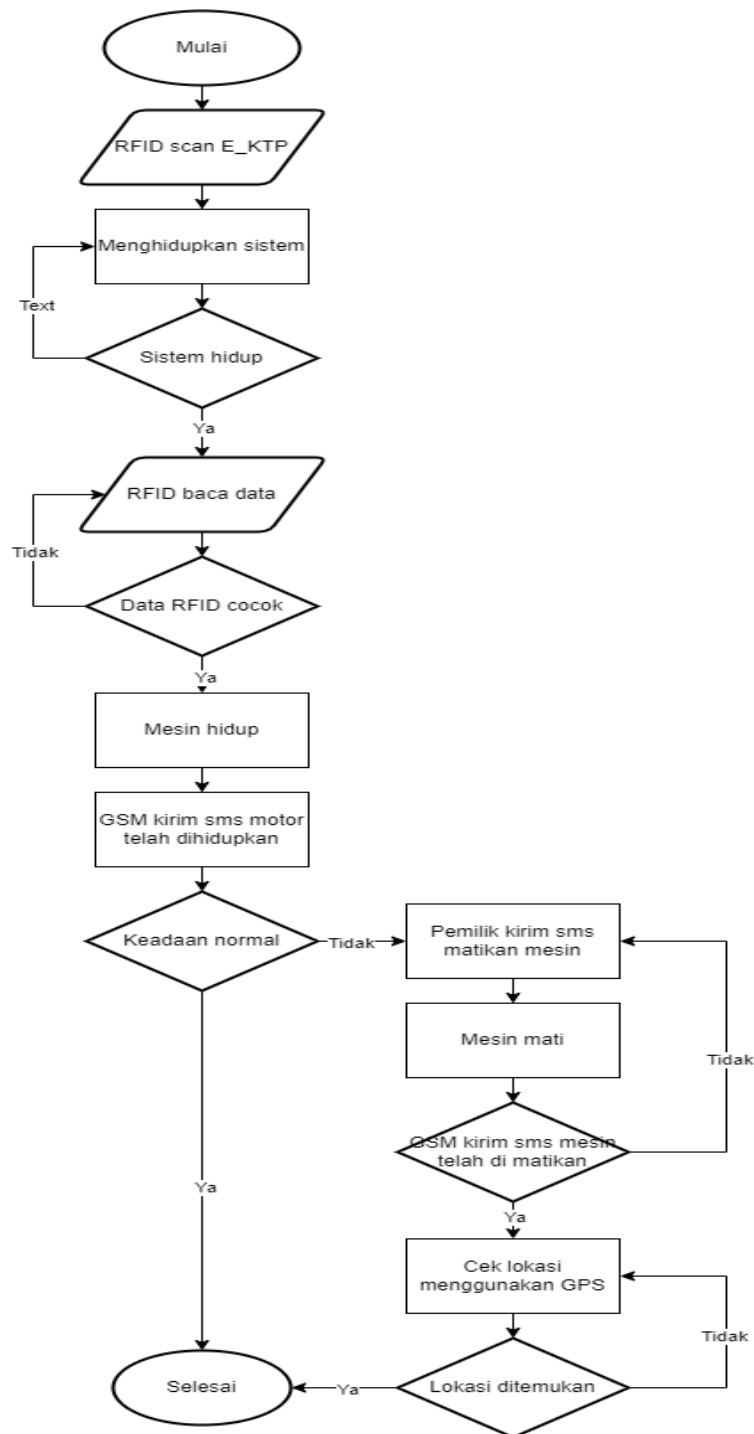 Mulai
RFID scan E_KTP
Menghidupkan sistem
Text
Sistem hidup
Ya
RFID baca data
Tidak
Data RFID cocok
Ya
Mesin hidup
GSM kirim sms motor
telah dihidupkan
Keadaan normal
Tidak
Pemilik kirim sms
matikan mesin
Mesin mati
Tidak
GSM kirim sms mesin
telah di matikan
Ya
Ya
Cek lokasi
menggunakan GPS
Tidak
Selesai
Ya
Lokasi ditemukan